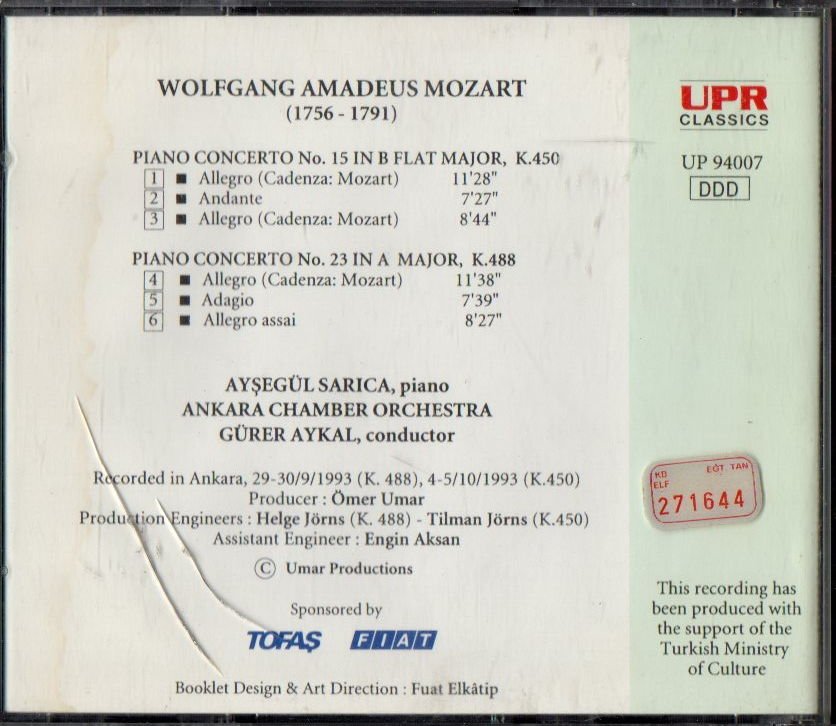 WOLFGANG AMADEUS MOZART
(1756 - 1791)
PIANO CONCERTO No. 15 IN B FLAT MAJOR, K.450
1 ■ Allegro (Cadenza: Mozart) 11'28"
2 ■ Andante 7'27"
3 ■ Allegro (Cadenza: Mozart) 8'44"
PIANO CONCERTO No. 23 IN A MAJOR, K.488
4 ■ Allegro (Cadenza: Mozart) 11'38"
5 ■ Adagio 7'39"
6 ■ Allegro assai 8'27"
AYŞEGÜL SARICA, piano
ANKARA CHAMBER ORCHESTRA
GÜRER AYKAL, conductor
Recorded in Ankara, 29-30/9/1993 (K. 488), 4-5/10/1993 (K.450)
Producer : Ömer Umar
Production Engineers : Helge Jörns (K. 488) - Tilman Jörns (K.450)
Assistant Engineer : Engin Aksan
© Umar Productions
Sponsored by
TOFAŞ FIAT
Booklet Design & Art Direction : Fuat Elkâtip
UPR
CLASSICS
UP 94007
DDD
KB EĞT TAN
ELF
271644
This recording has
been produced with
the support of the
Turkish Ministry
of Culture